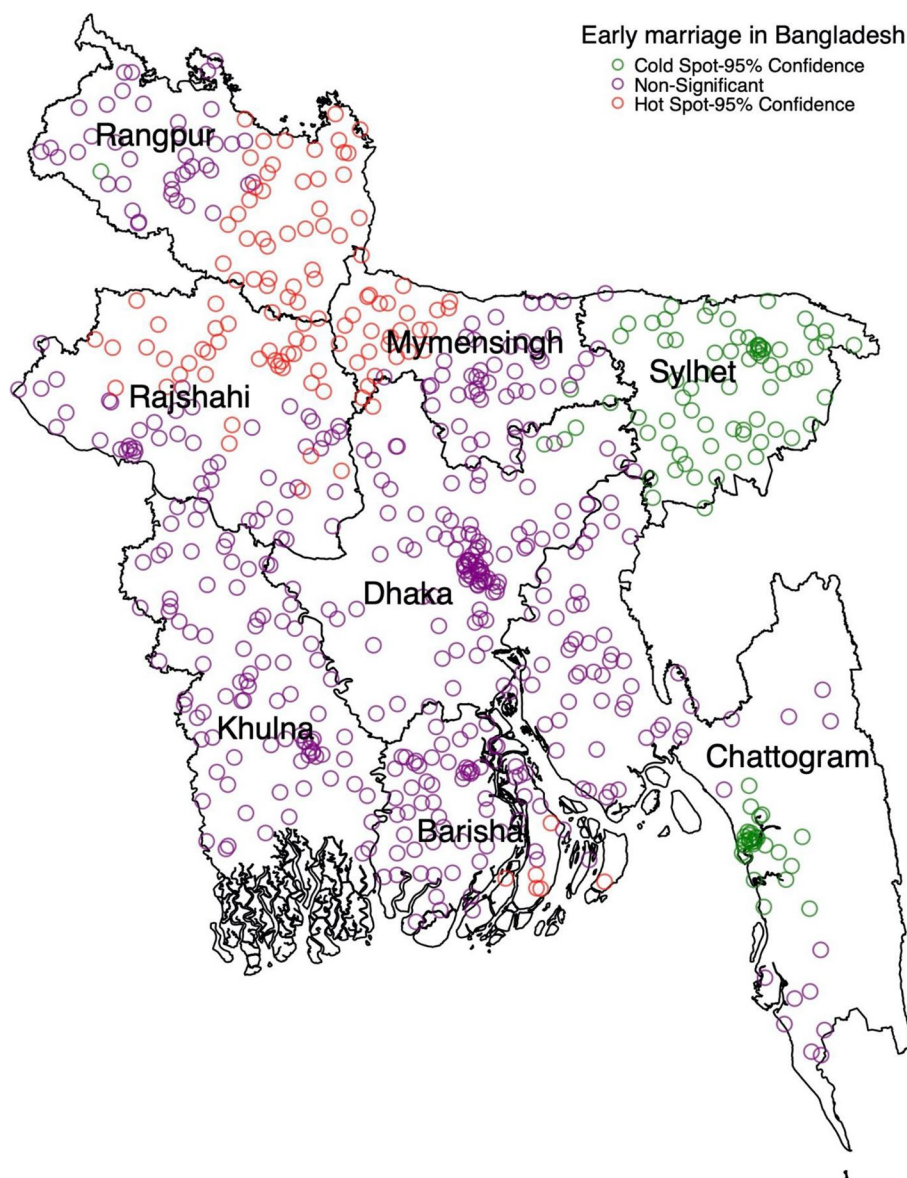 Early marriage in Bangladesh
Cold Spot-95% Confidence
Non-Significant
Hot Spot-95% Confidence
Rangpur
Mymensingh
Sylhet
Rajshahi
Dhaka
Khulna
Chattogram
Barishal